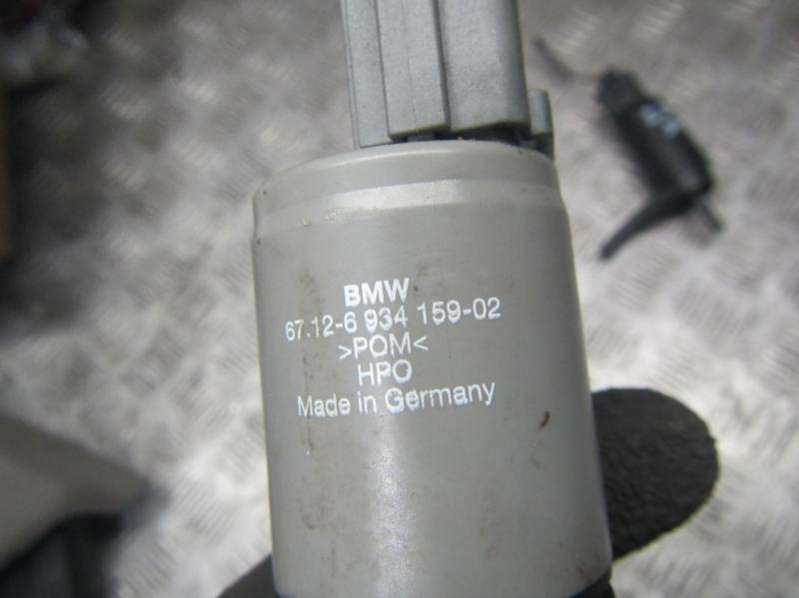 BMW
67.12-6 934 159-02
>POM<
HPO
Made in Germany